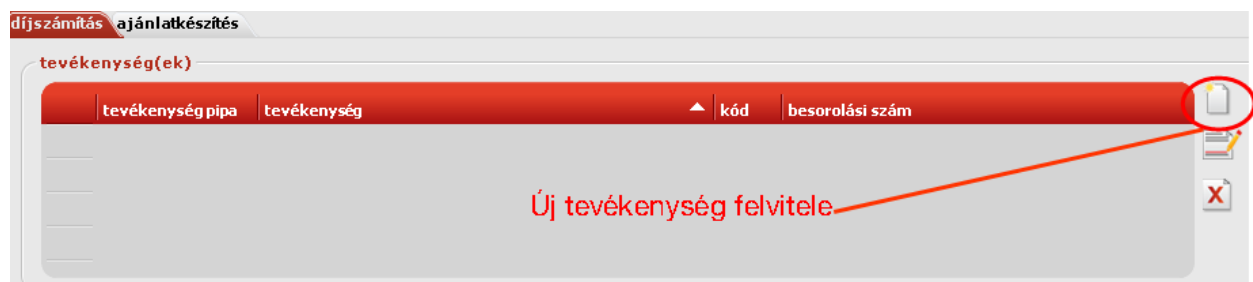 díjszámítás ajánlatkészítés
tevékenység(ek)
tevékenység pipa tevékenység kód besorolási szám
Új tevékenység felvitele